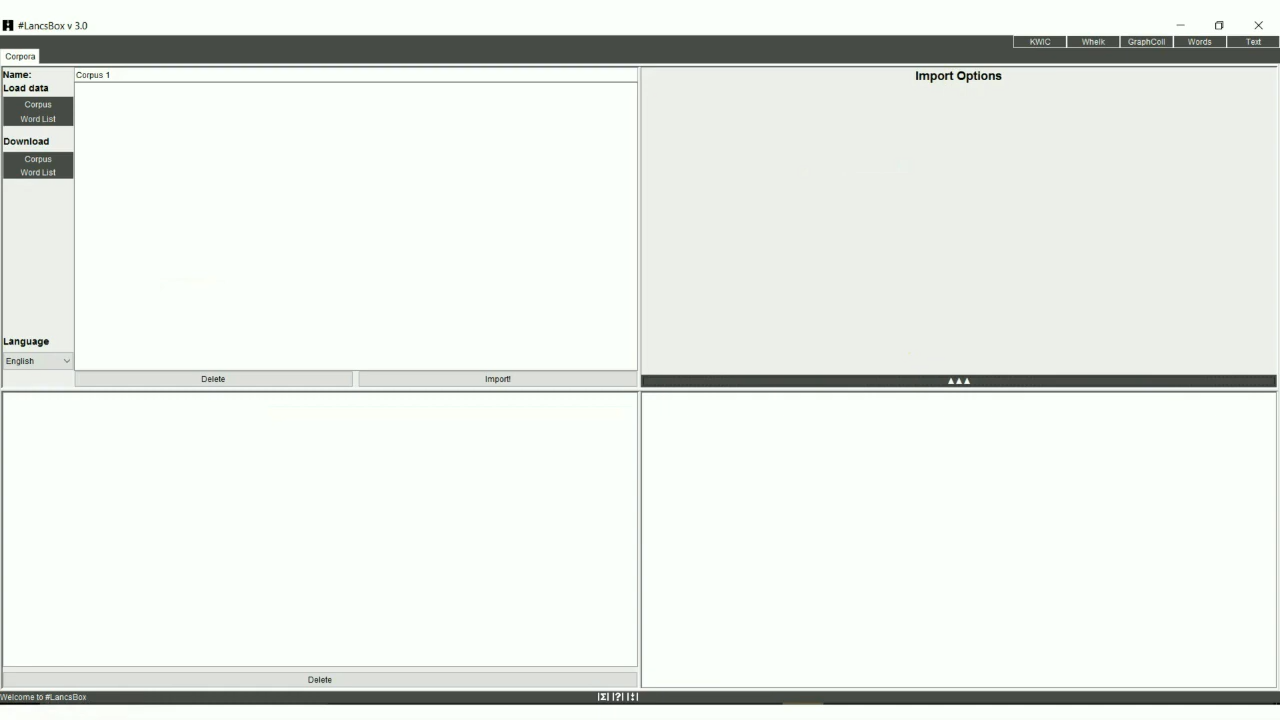 #LancsBox v 3.0
KWIC Whelk GraphColl Words Text
Corpora
Name: Corpus 1
Import Options
Load data
Corpus
Word List
Download
Corpus
Word List
Language
English
Delete Import!
▲▲▲
Delete
Welcome to #LancsBox